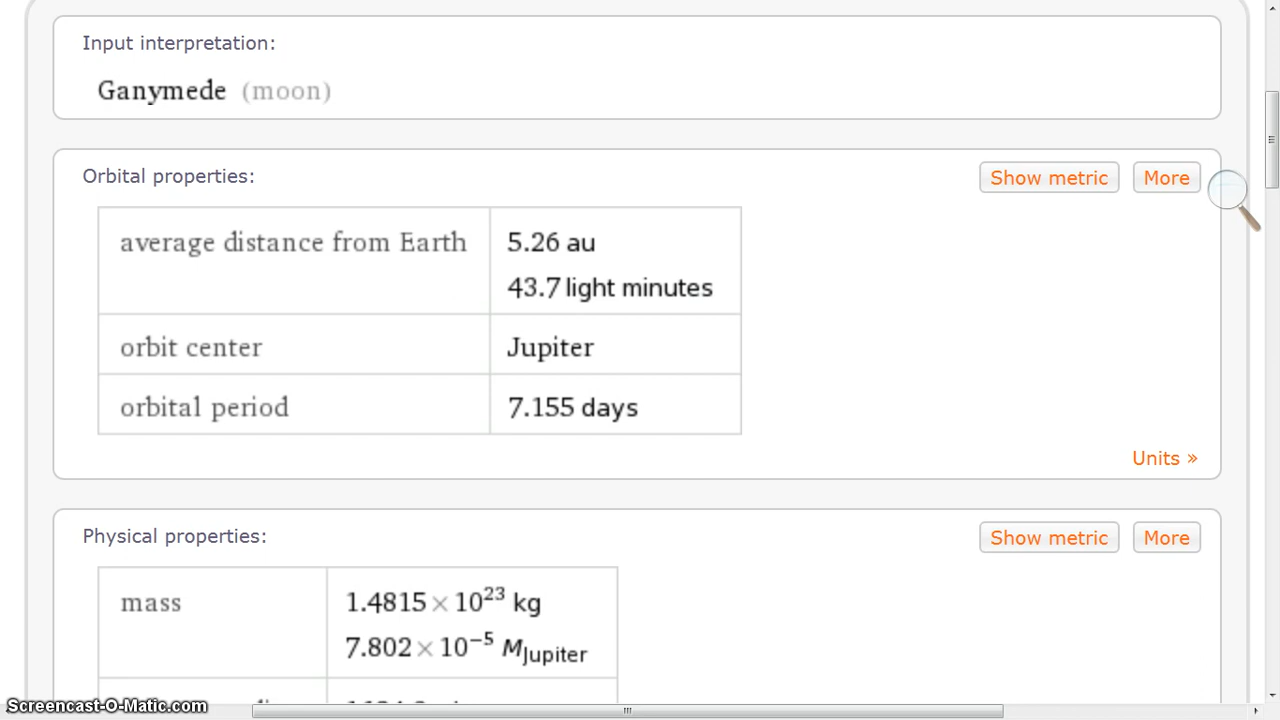 Input interpretation:
Ganymede (moon)
Orbital properties:
Show metric
More
average distance from Earth
5.26 au
43.7 light minutes
orbit center
Jupiter
orbital period
7.155 days
Units »
Physical properties:
Show metric
More
mass
1.4815 × 10²³ kg
7.802 × 10⁻⁵ M_Jupiter
Screencast-O-Matic.com